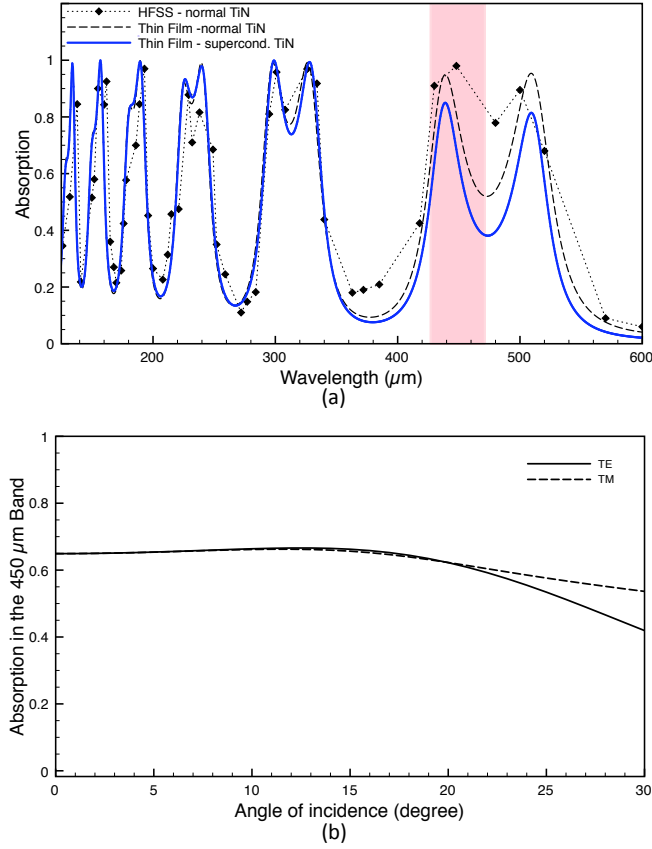 HFSS - normal TiN
Thin Film -normal TiN
Thin Film - supercond. TiN
Absorption
1
0.8
0.6
0.4
0.2
0
200
300
400
500
600
Wavelength (µm)
(a)
TE
TM
Absorption in the 450 µm Band
1
0.8
0.6
0.4
0.2
0
0
5
10
15
20
25
30
Angle of incidence (degree)
(b)